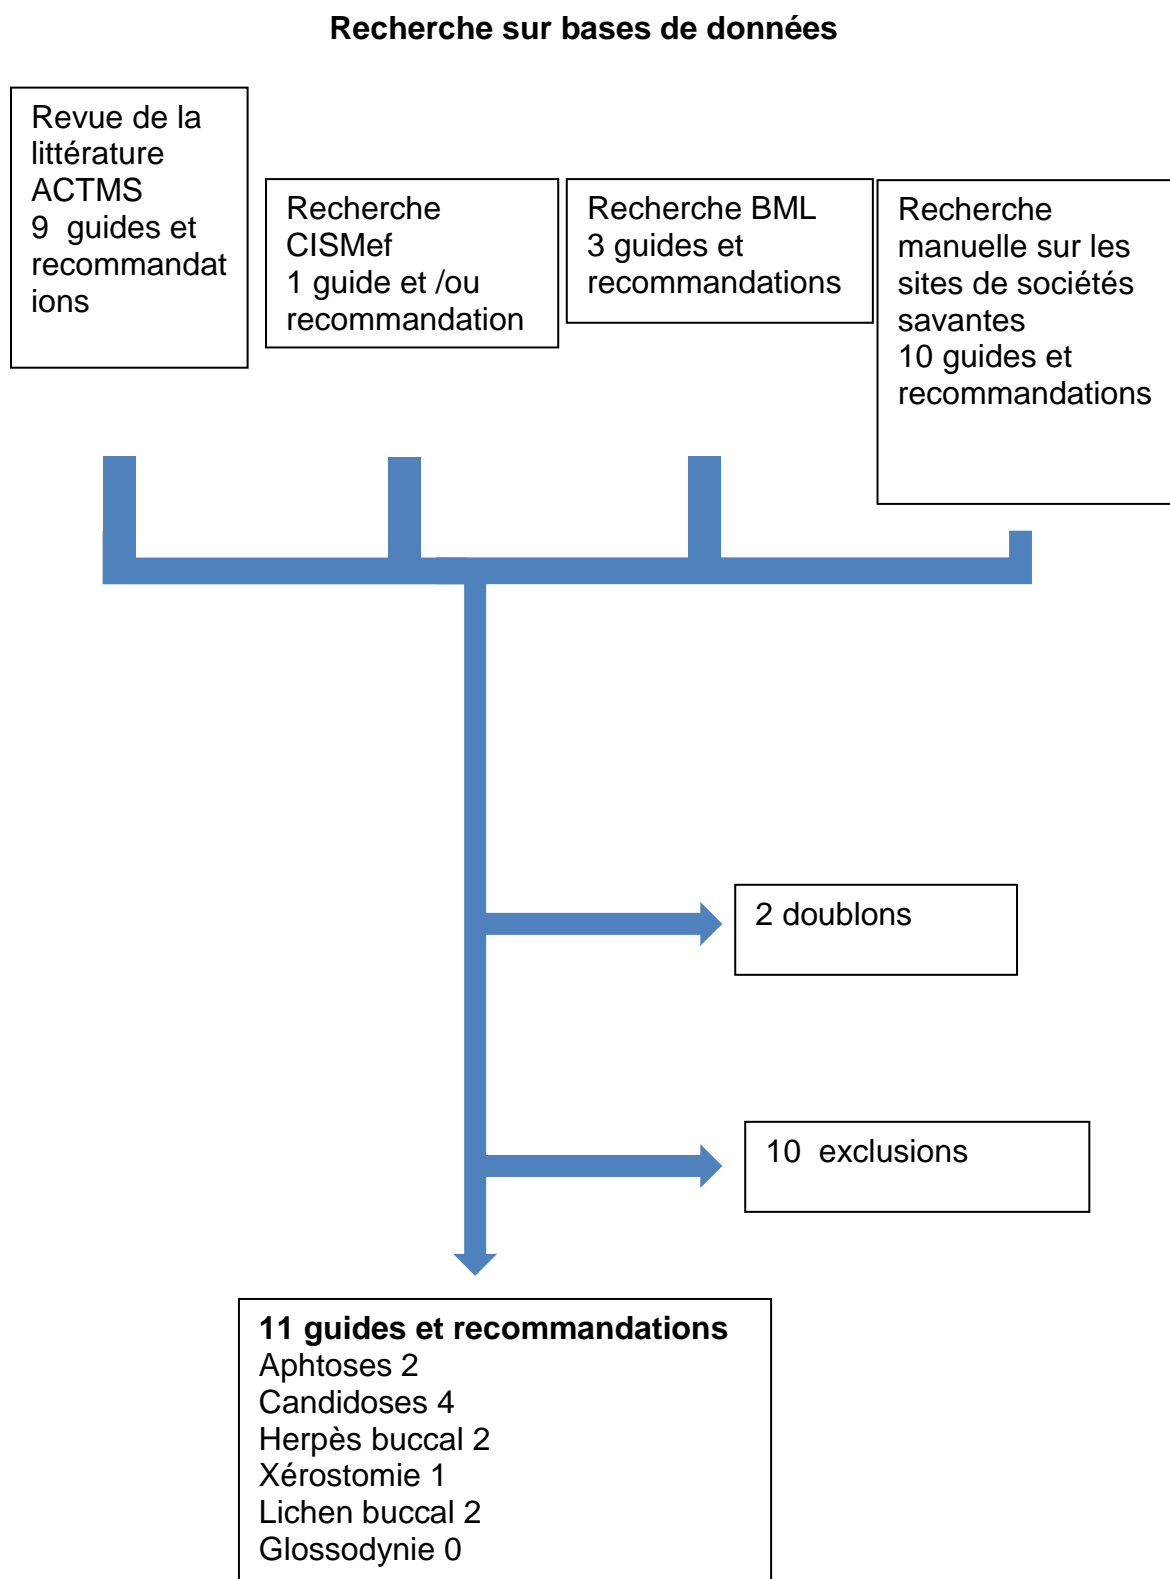 Recherche sur bases de données
Revue de la
littérature
ACTMS
9  guides et
recommandat
ions
Recherche
CISMef
1 guide et /ou
recommandation
Recherche BML
3 guides et
recommandations
Recherche
manuelle sur les
sites de sociétés
savantes
10 guides et
recommandations
2 doublons
10  exclusions
11 guides et recommandations
Aphtoses 2
Candidoses 4
Herpès buccal 2
Xérostomie 1
Lichen buccal 2
Glossodynie 0